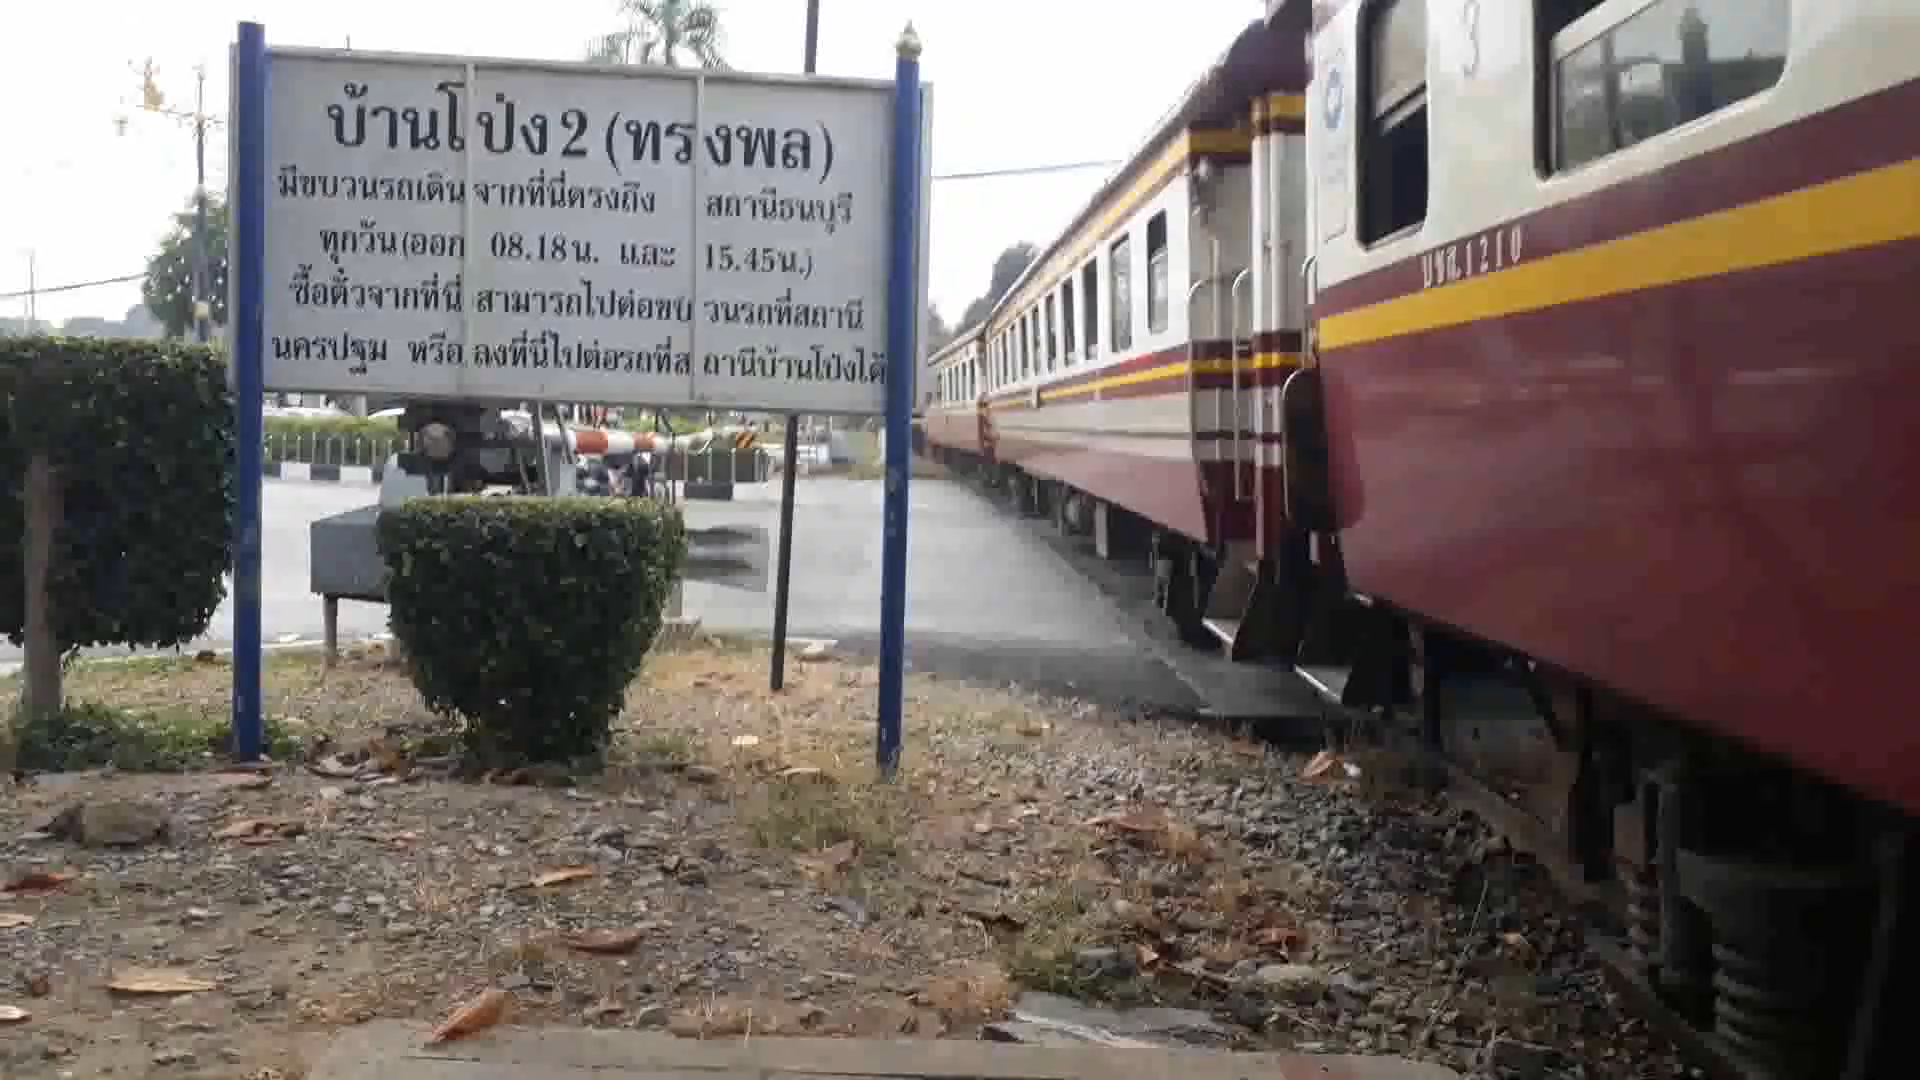 บ้านโป่ง 2 (ทรงพล)
มีขบวนรถเดินจากที่นี่ตรงถึง สถานีธนบุรี
ทุกวัน(ออก 08.18น. และ 15.45น.)
ซื้อตั๋วจากที่นี่ สามารถไปต่อขบวนรถที่สถานี
นครปฐม หรือ ลงที่นี่ไปต่อรถที่สถานีบ้านโป่งได้
3
บชส.1210